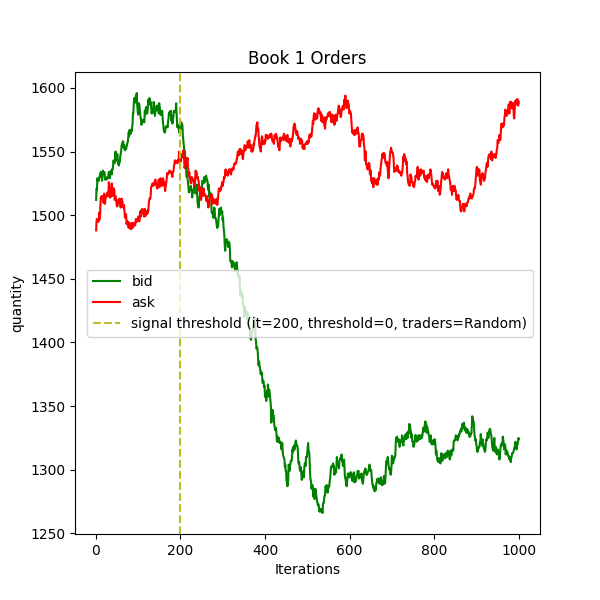 Book 1 Orders
1600
1550
1500
1450
1400
1350
1300
1250
quantity
bid
ask
signal threshold (it=200, threshold=0, traders=Random)
0 200 400 600 800 1000
Iterations